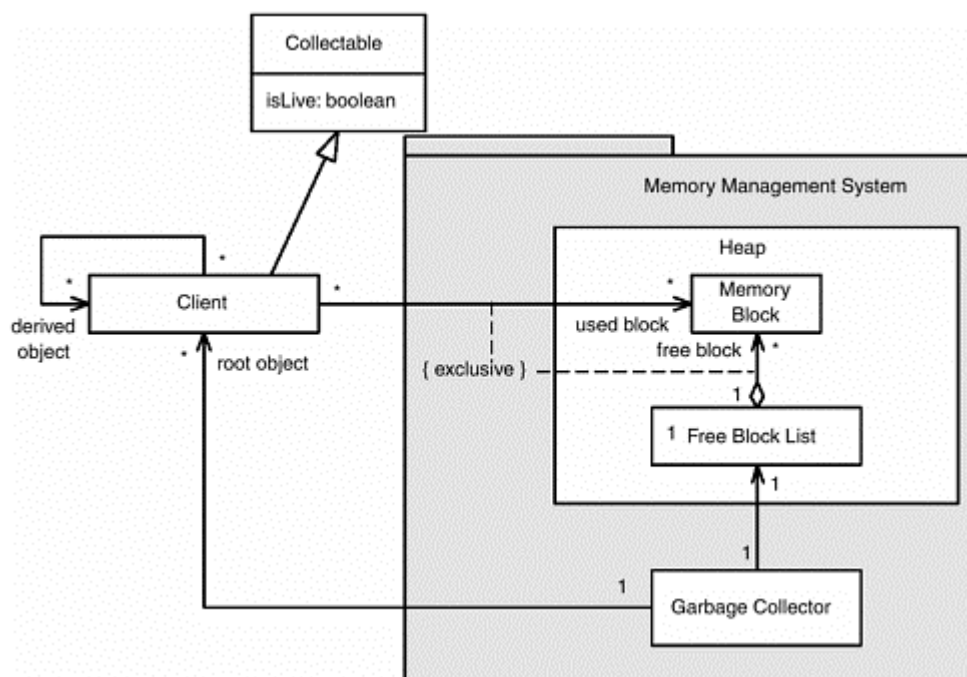 Collectable
isLive: boolean
Memory Management System
Heap
*
*
Client
*
*
Memory
Block
derived
object
used block
*
root object
free block
*
{ exclusive }
1
1 Free Block List
1
1
1
Garbage Collector